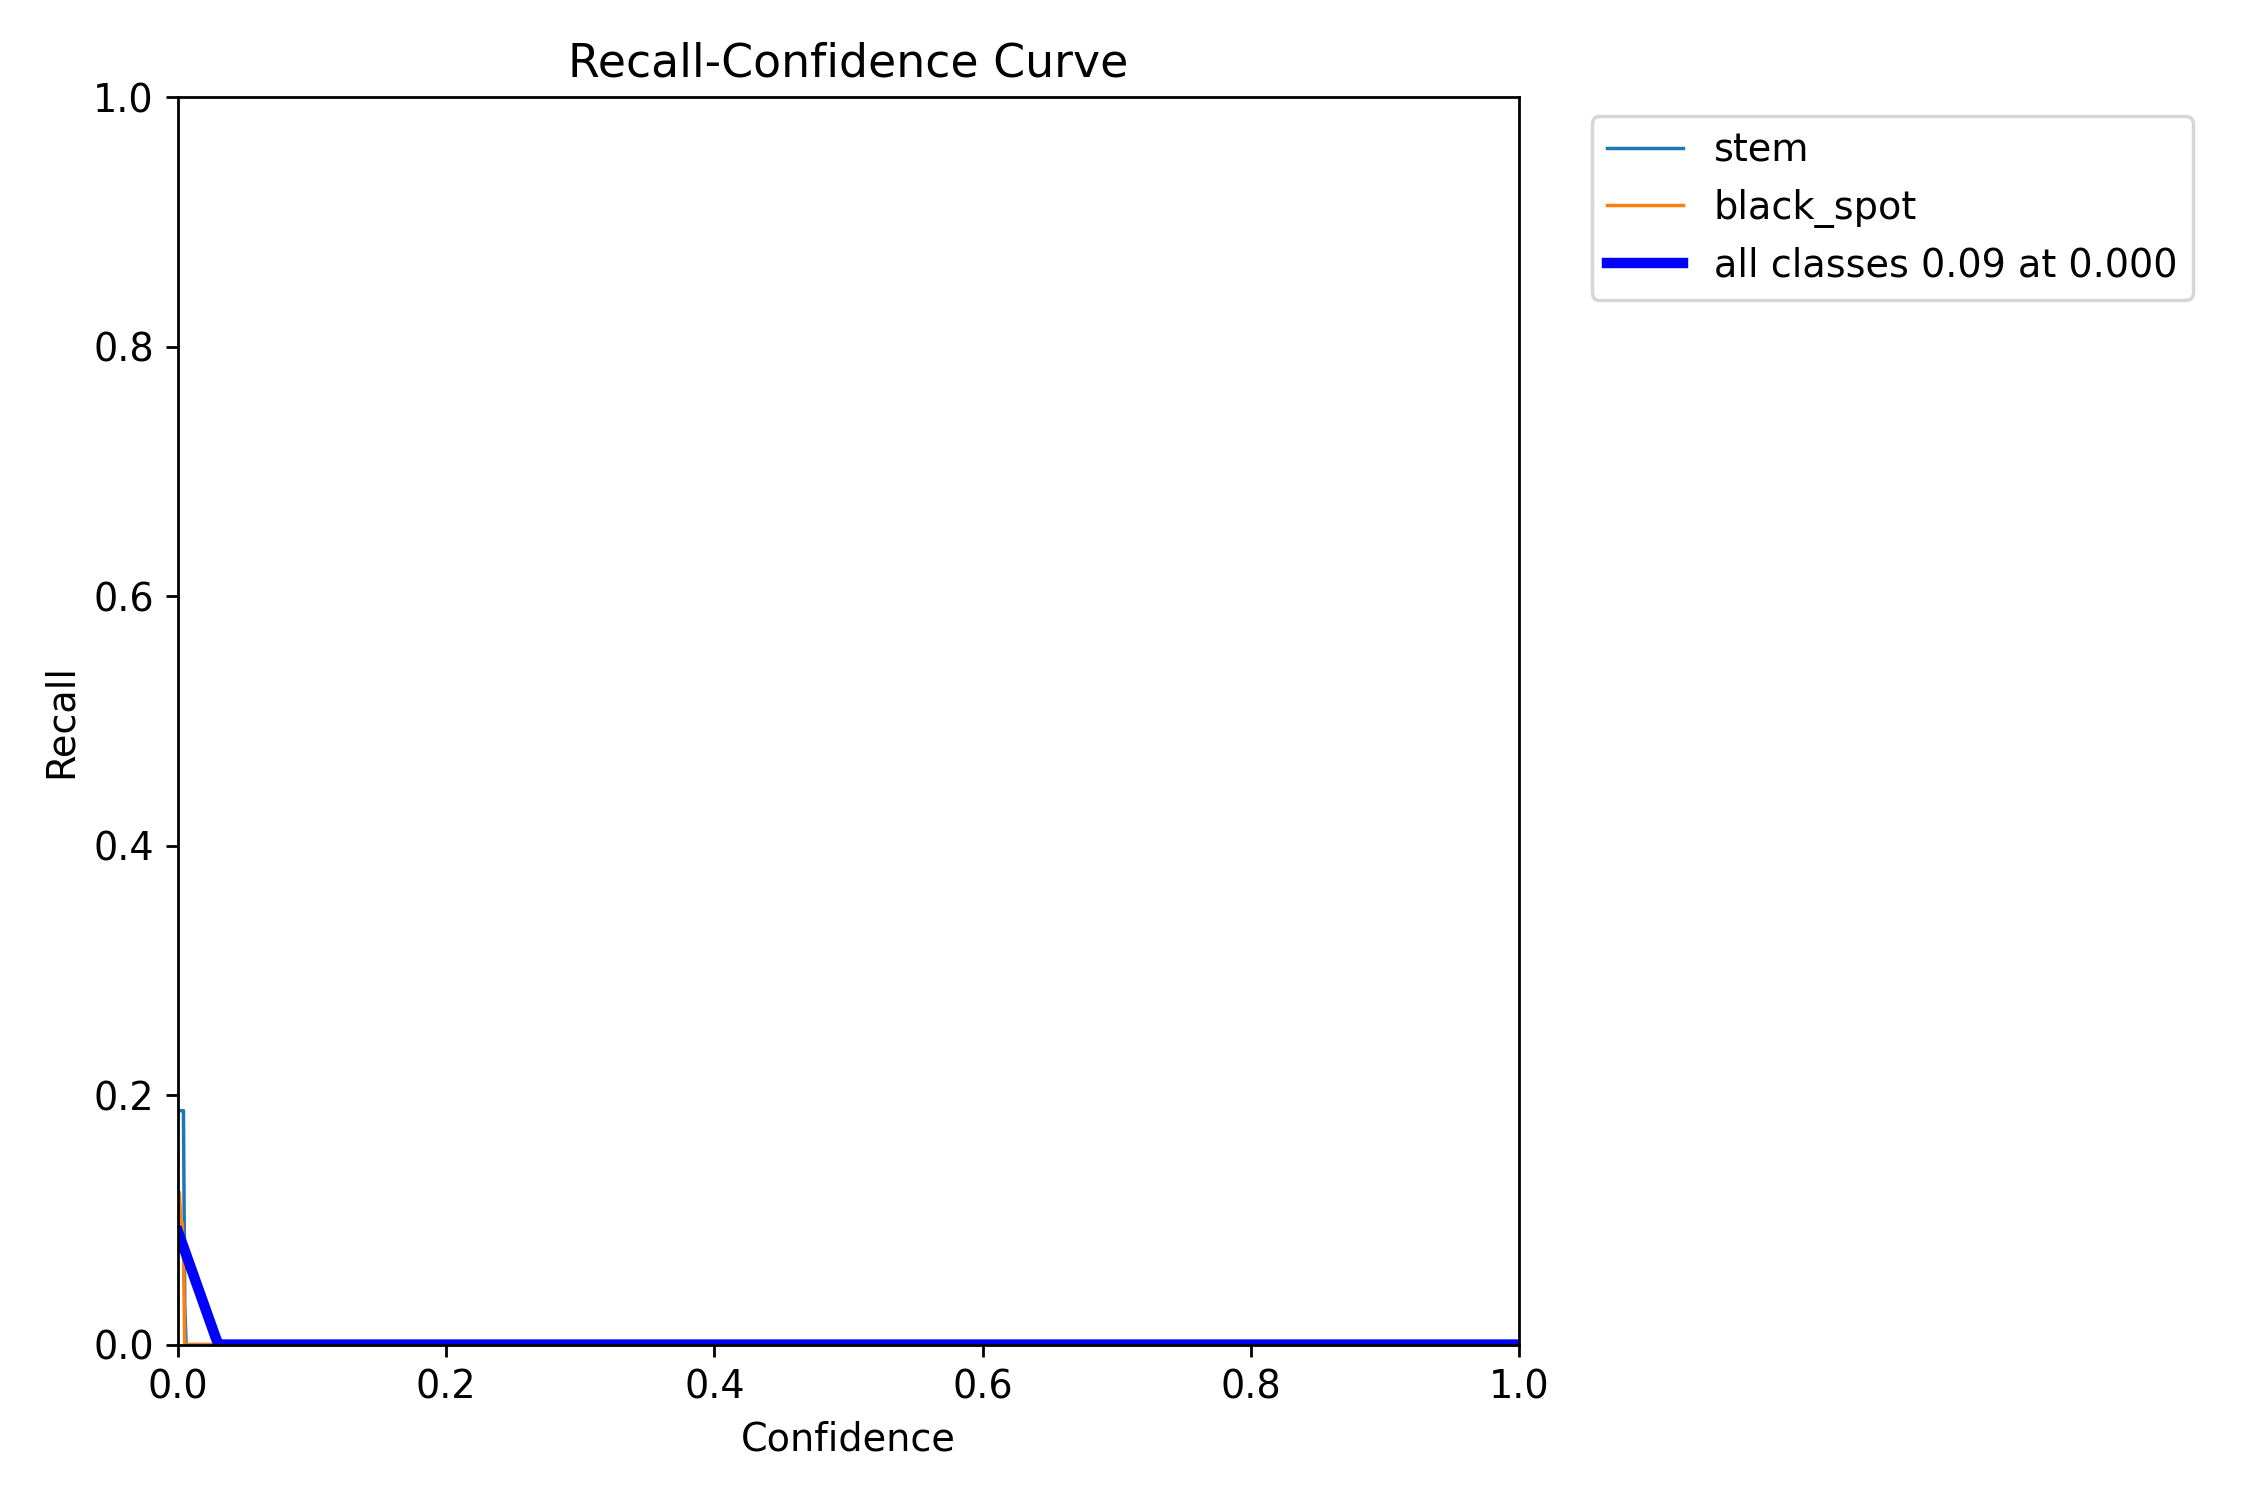 Recall-Confidence Curve
1.0
0.8
0.6
0.4
0.2
0.0
Recall
0.0 0.2 0.4 0.6 0.8 1.0
Confidence
stem
black_spot
all classes 0.09 at 0.000